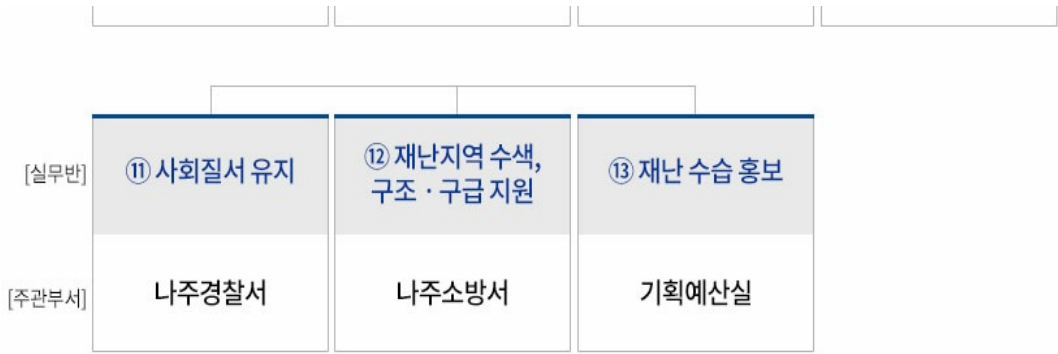 [실무반]
⑪ 사회질서 유지
⑫ 재난지역 수색,
구조 · 구급 지원
⑬ 재난 수습 홍보
[주관부서]
나주경찰서
나주소방서
기획예산실